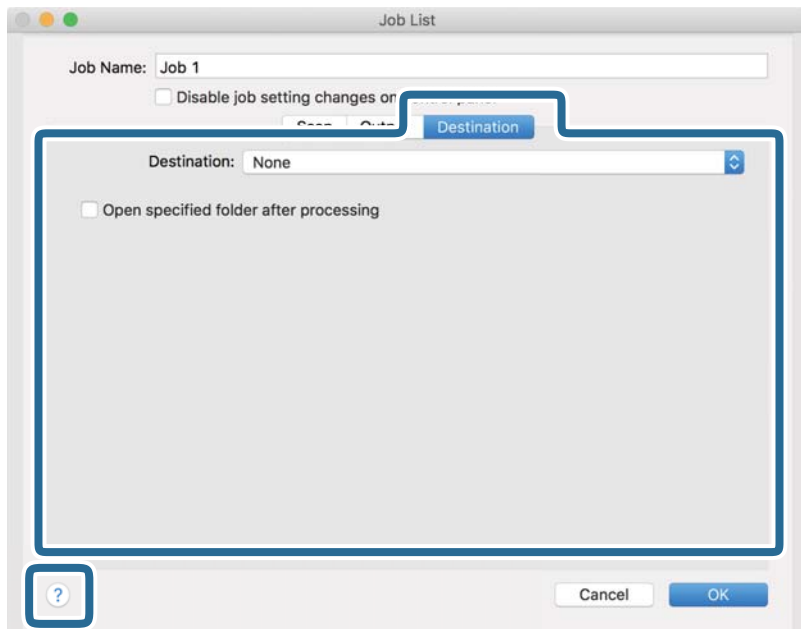 Job List
Job Name: Job 1
Disable job setting changes on
Destination
Destination: None
Open specified folder after processing
? Cancel OK